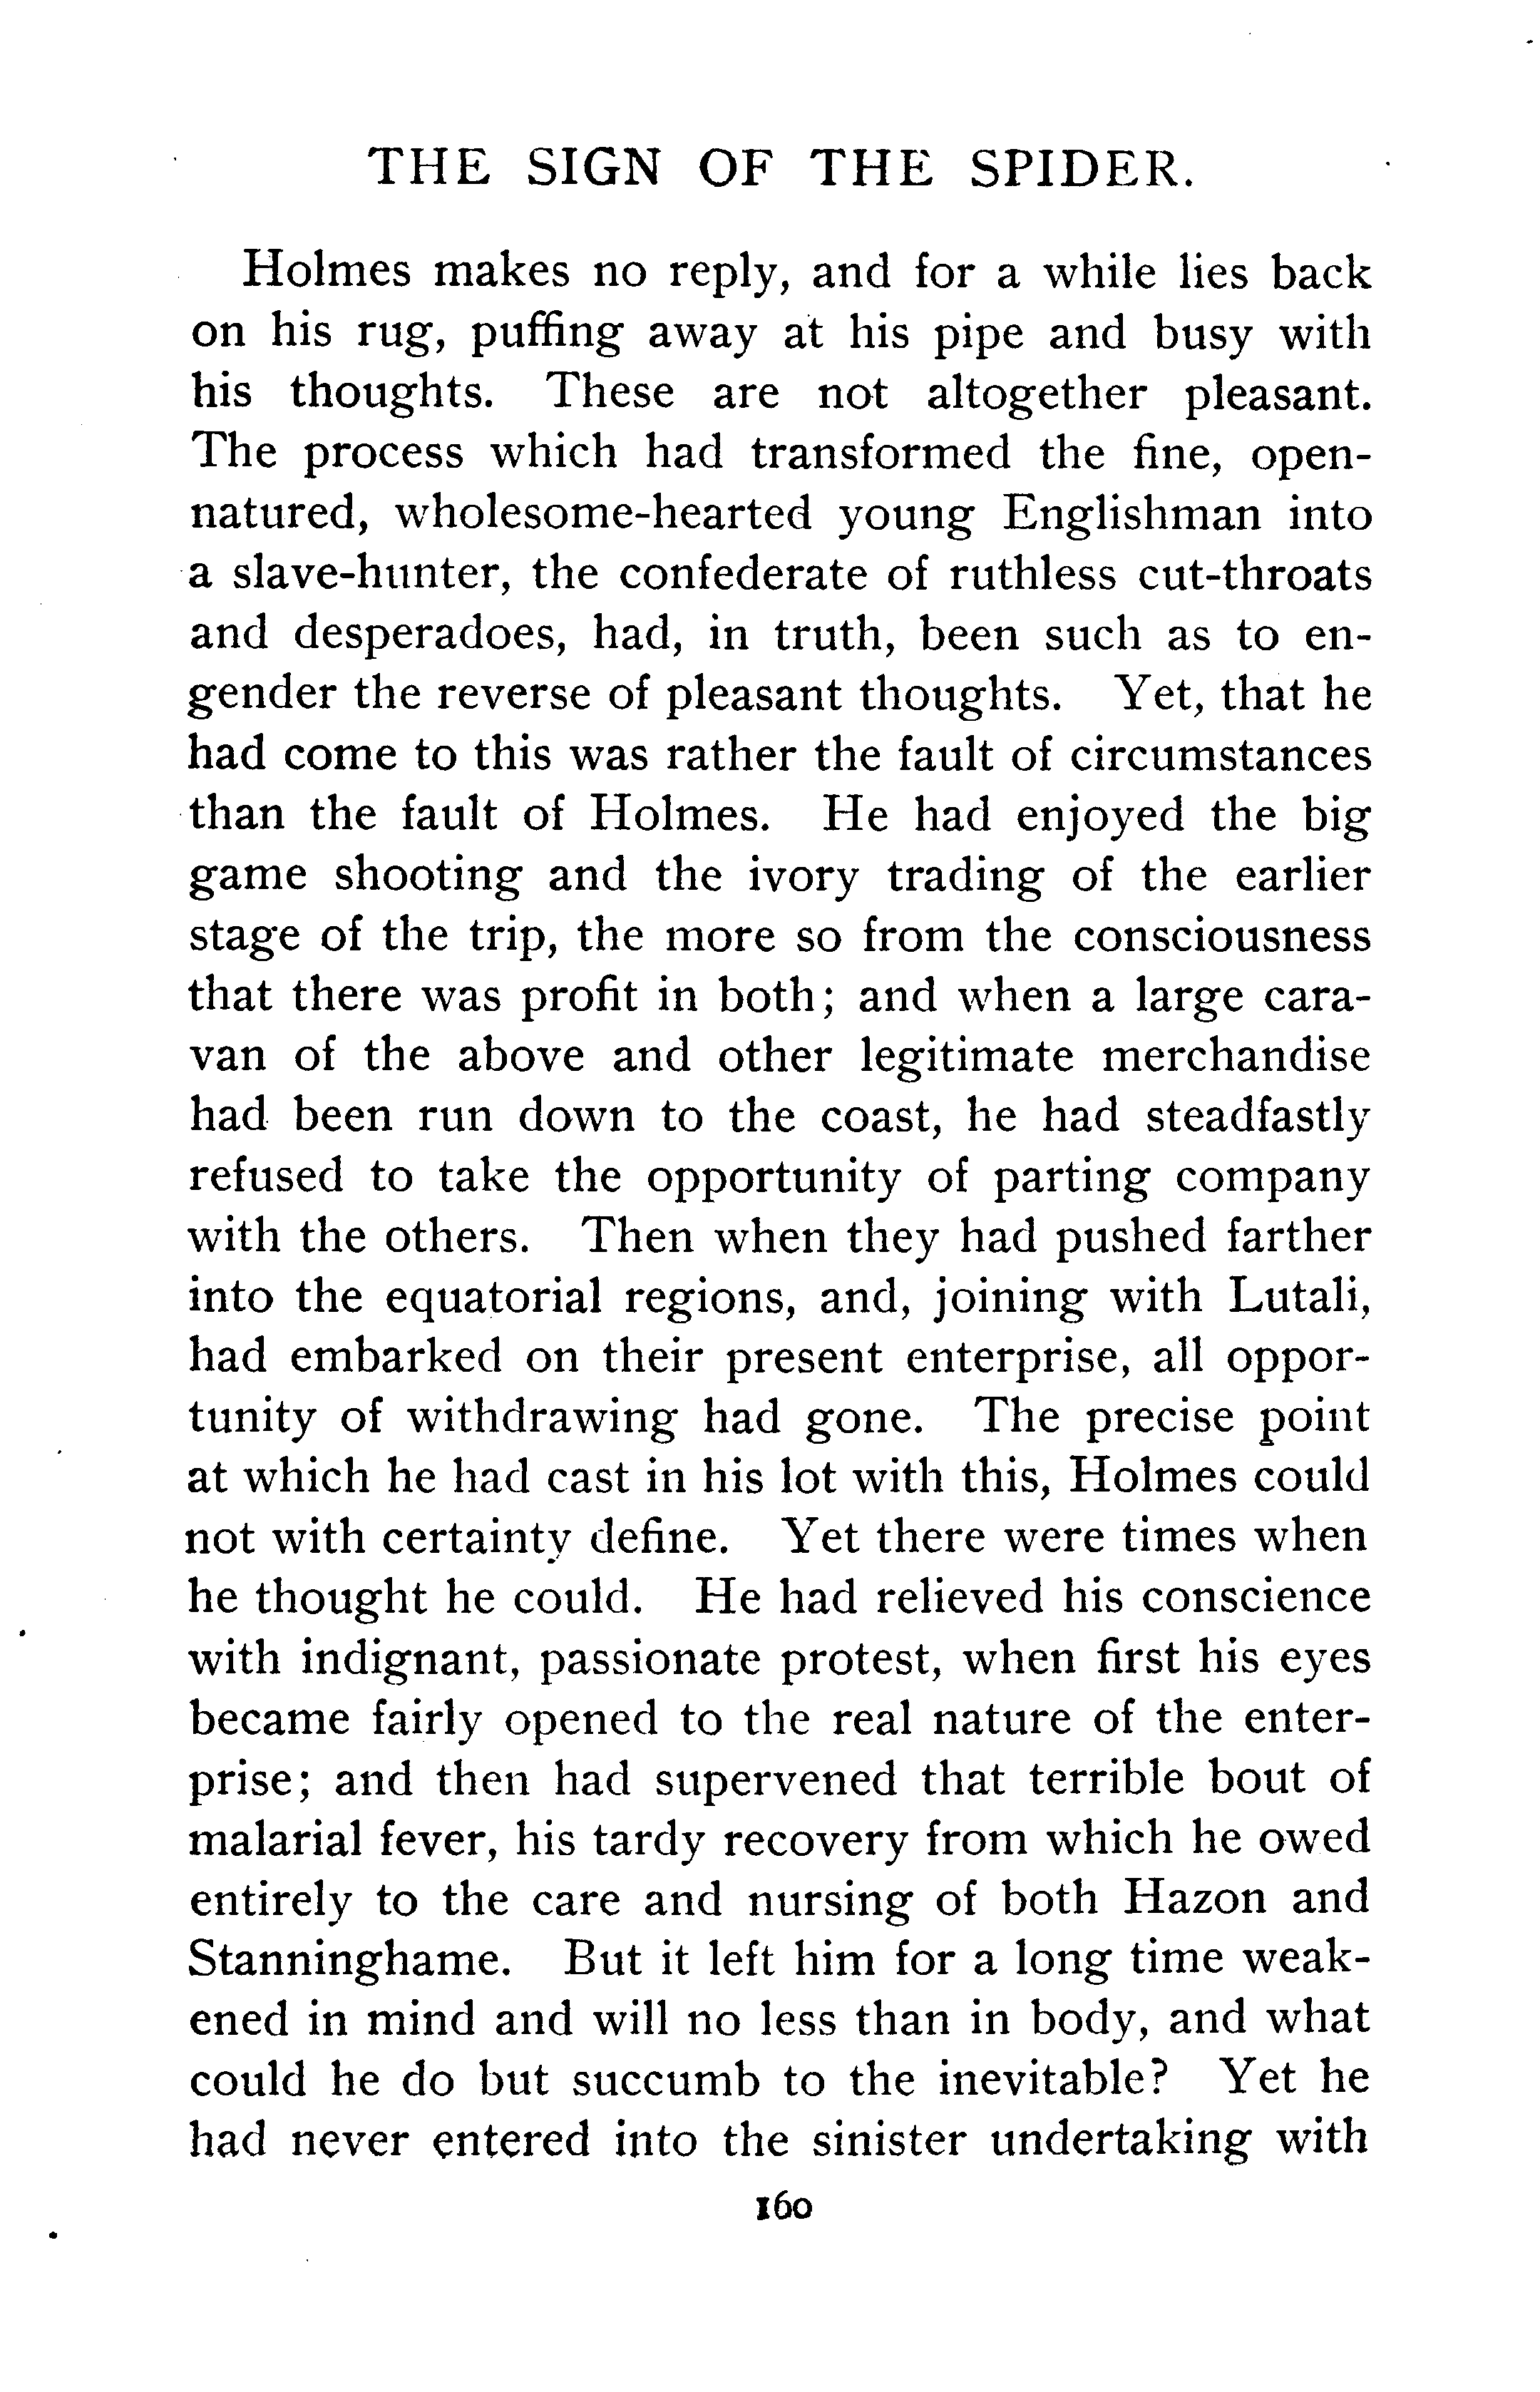 THE SIGN OF THE SPIDER.
Holmes makes no reply, and for a while lies back
on his rug, puffing away at his pipe and busy with
his thoughts. These are not altogether pleasant.
The process which had transformed the fine, open-
natured, wholesome-hearted young Englishman into
a slave-hunter, the confederate of ruthless cut-throats
and desperadoes, had, in truth, been such as to en-
gender the reverse of pleasant thoughts. Yet, that he
had come to this was rather the fault of circumstances
than the fault of Holmes. He had enjoyed the big
game shooting and the ivory trading of the earlier
stage of the trip, the more so from the consciousness
that there was profit in both; and when a large cara-
van of the above and other legitimate merchandise
had been run down to the coast, he had steadfastly
refused to take the opportunity of parting company
with the others. Then when they had pushed farther
into the equatorial regions, and, joining with Lutali,
had embarked on their present enterprise, all oppor-
tunity of withdrawing had gone. The precise point
at which he had cast in his lot with this, Holmes could
not with certainty define. Yet there were times when
he thought he could. He had relieved his conscience
with indignant, passionate protest, when first his eyes
became fairly opened to the real nature of the enter-
prise; and then had supervened that terrible bout of
malarial fever, his tardy recovery from which he owed
entirely to the care and nursing of both Hazon and
Stanninghame. But it left him for a long time weak-
ened in mind and will no less than in body, and what
could he do but succumb to the inevitable? Yet he
had never entered into the sinister undertaking with
160